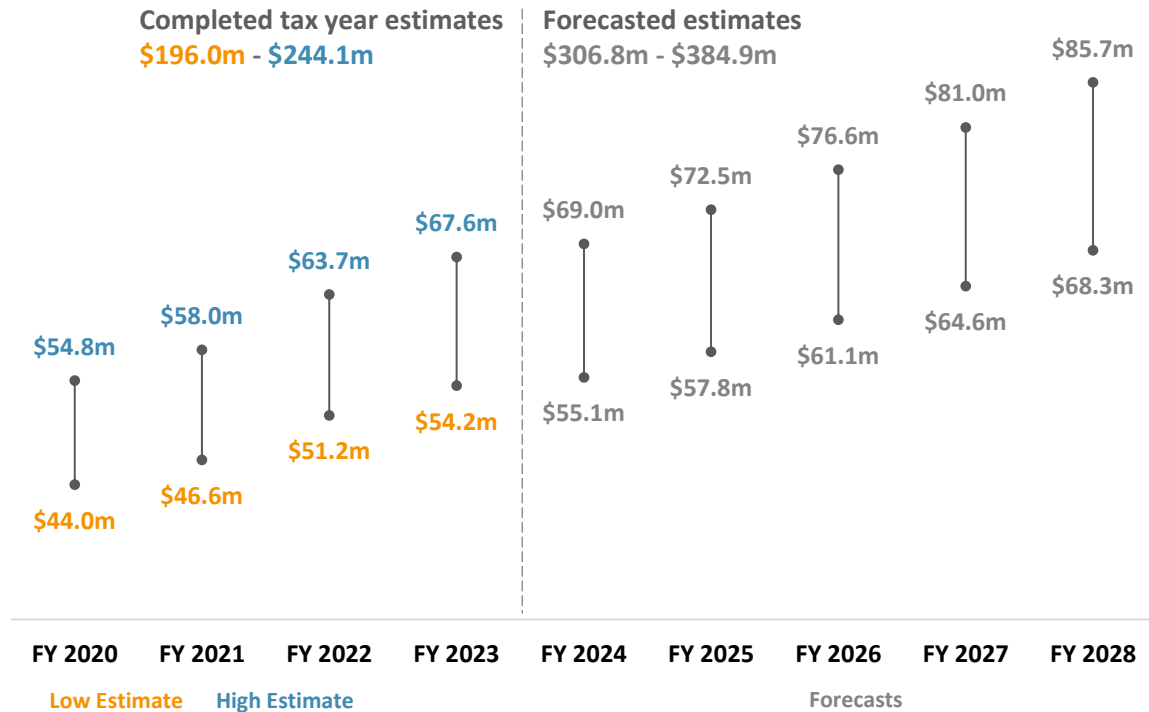 Completed tax year estimates
$196.0m - $244.1m
Forecasted estimates
$306.8m - $384.9m
$54.8m
$44.0m
$58.0m
$46.6m
$63.7m
$51.2m
$67.6m
$54.2m
$69.0m
$55.1m
$72.5m
$57.8m
$76.6m
$61.1m
$81.0m
$64.6m
$85.7m
$68.3m
FY 2020 FY 2021 FY 2022 FY 2023 FY 2024 FY 2025 FY 2026 FY 2027 FY 2028
Low Estimate High Estimate Forecasts